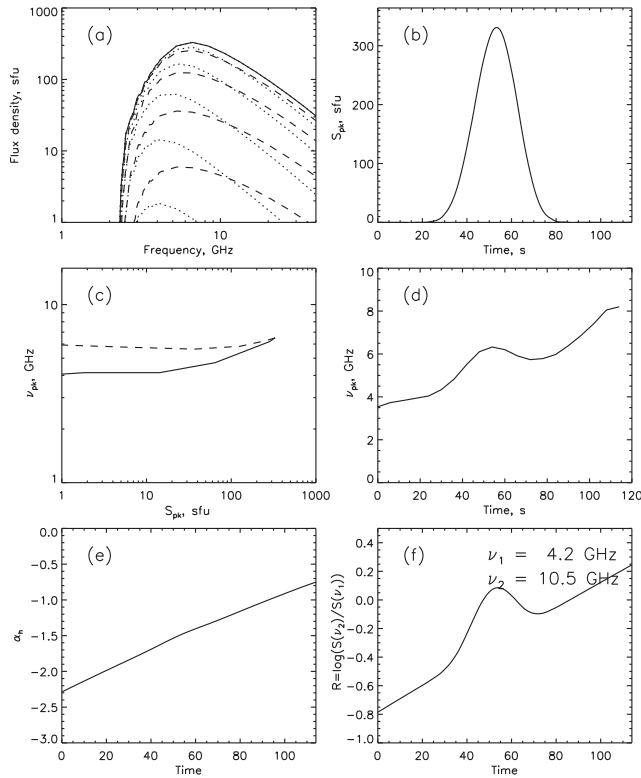 (a)
1000
100
10
1
Flux density, sfu
1
10
Frequency, GHz
(b)
300
200
100
0
S_pk, sfu
0 20 40 60 80 100
Time, s
(c)
10
1
ν_pk, GHz
1 10 100 1000
S_pk, sfu
(d)
10
8
6
4
2
0
ν_pk, GHz
0 20 40 60 80 100 120
Time, s
(e)
0.0
−0.5
−1.0
−1.5
−2.0
−2.5
−3.0
α_h
0 20 40 60 80 100
Time
(f)
ν_1 = 4.2 GHz
ν_2 = 10.5 GHz
0.4
0.2
0.0
−0.2
−0.4
−0.6
−0.8
−1.0
R=log(S(ν_2)/S(ν_1))
0 20 40 60 80 100
Time